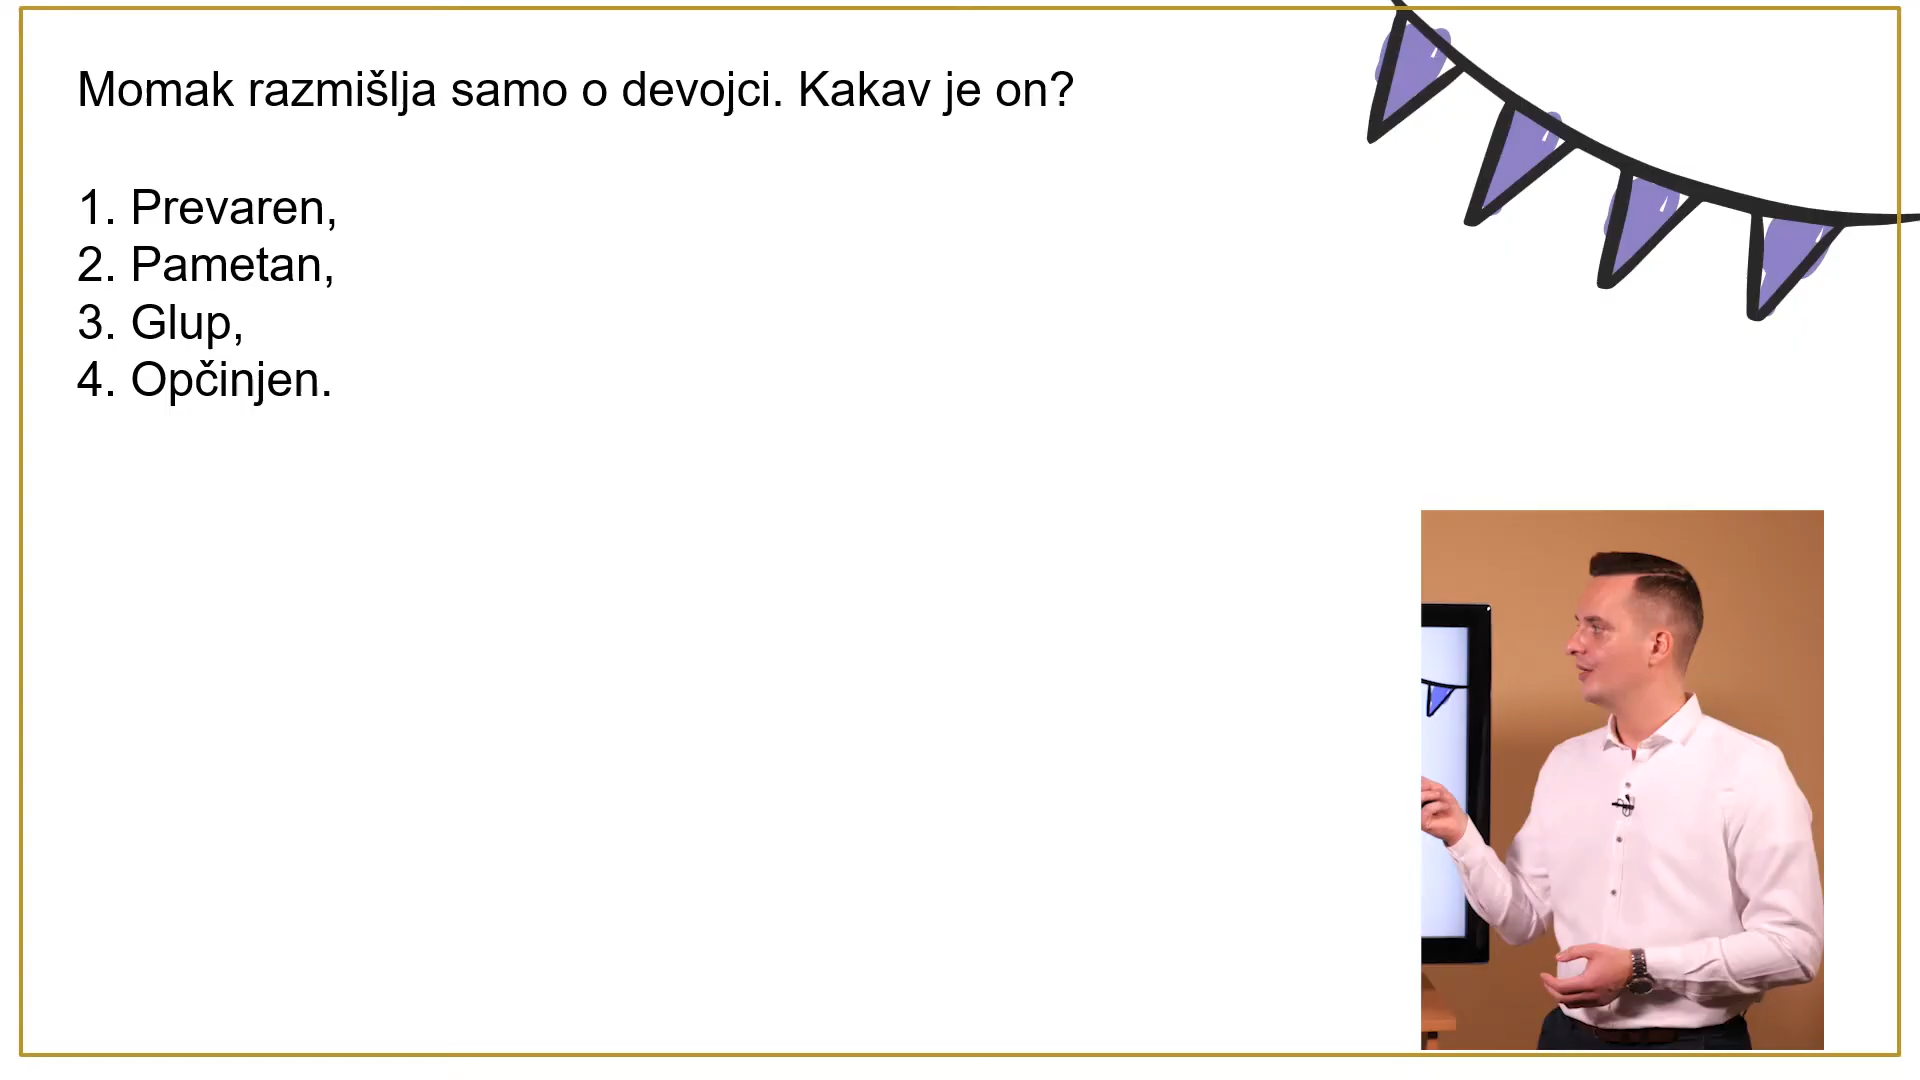 Momak razmišlja samo o devojci. Kakav je on?
1. Prevaren,
2. Pametan,
3. Glup,
4. Opčinjen.